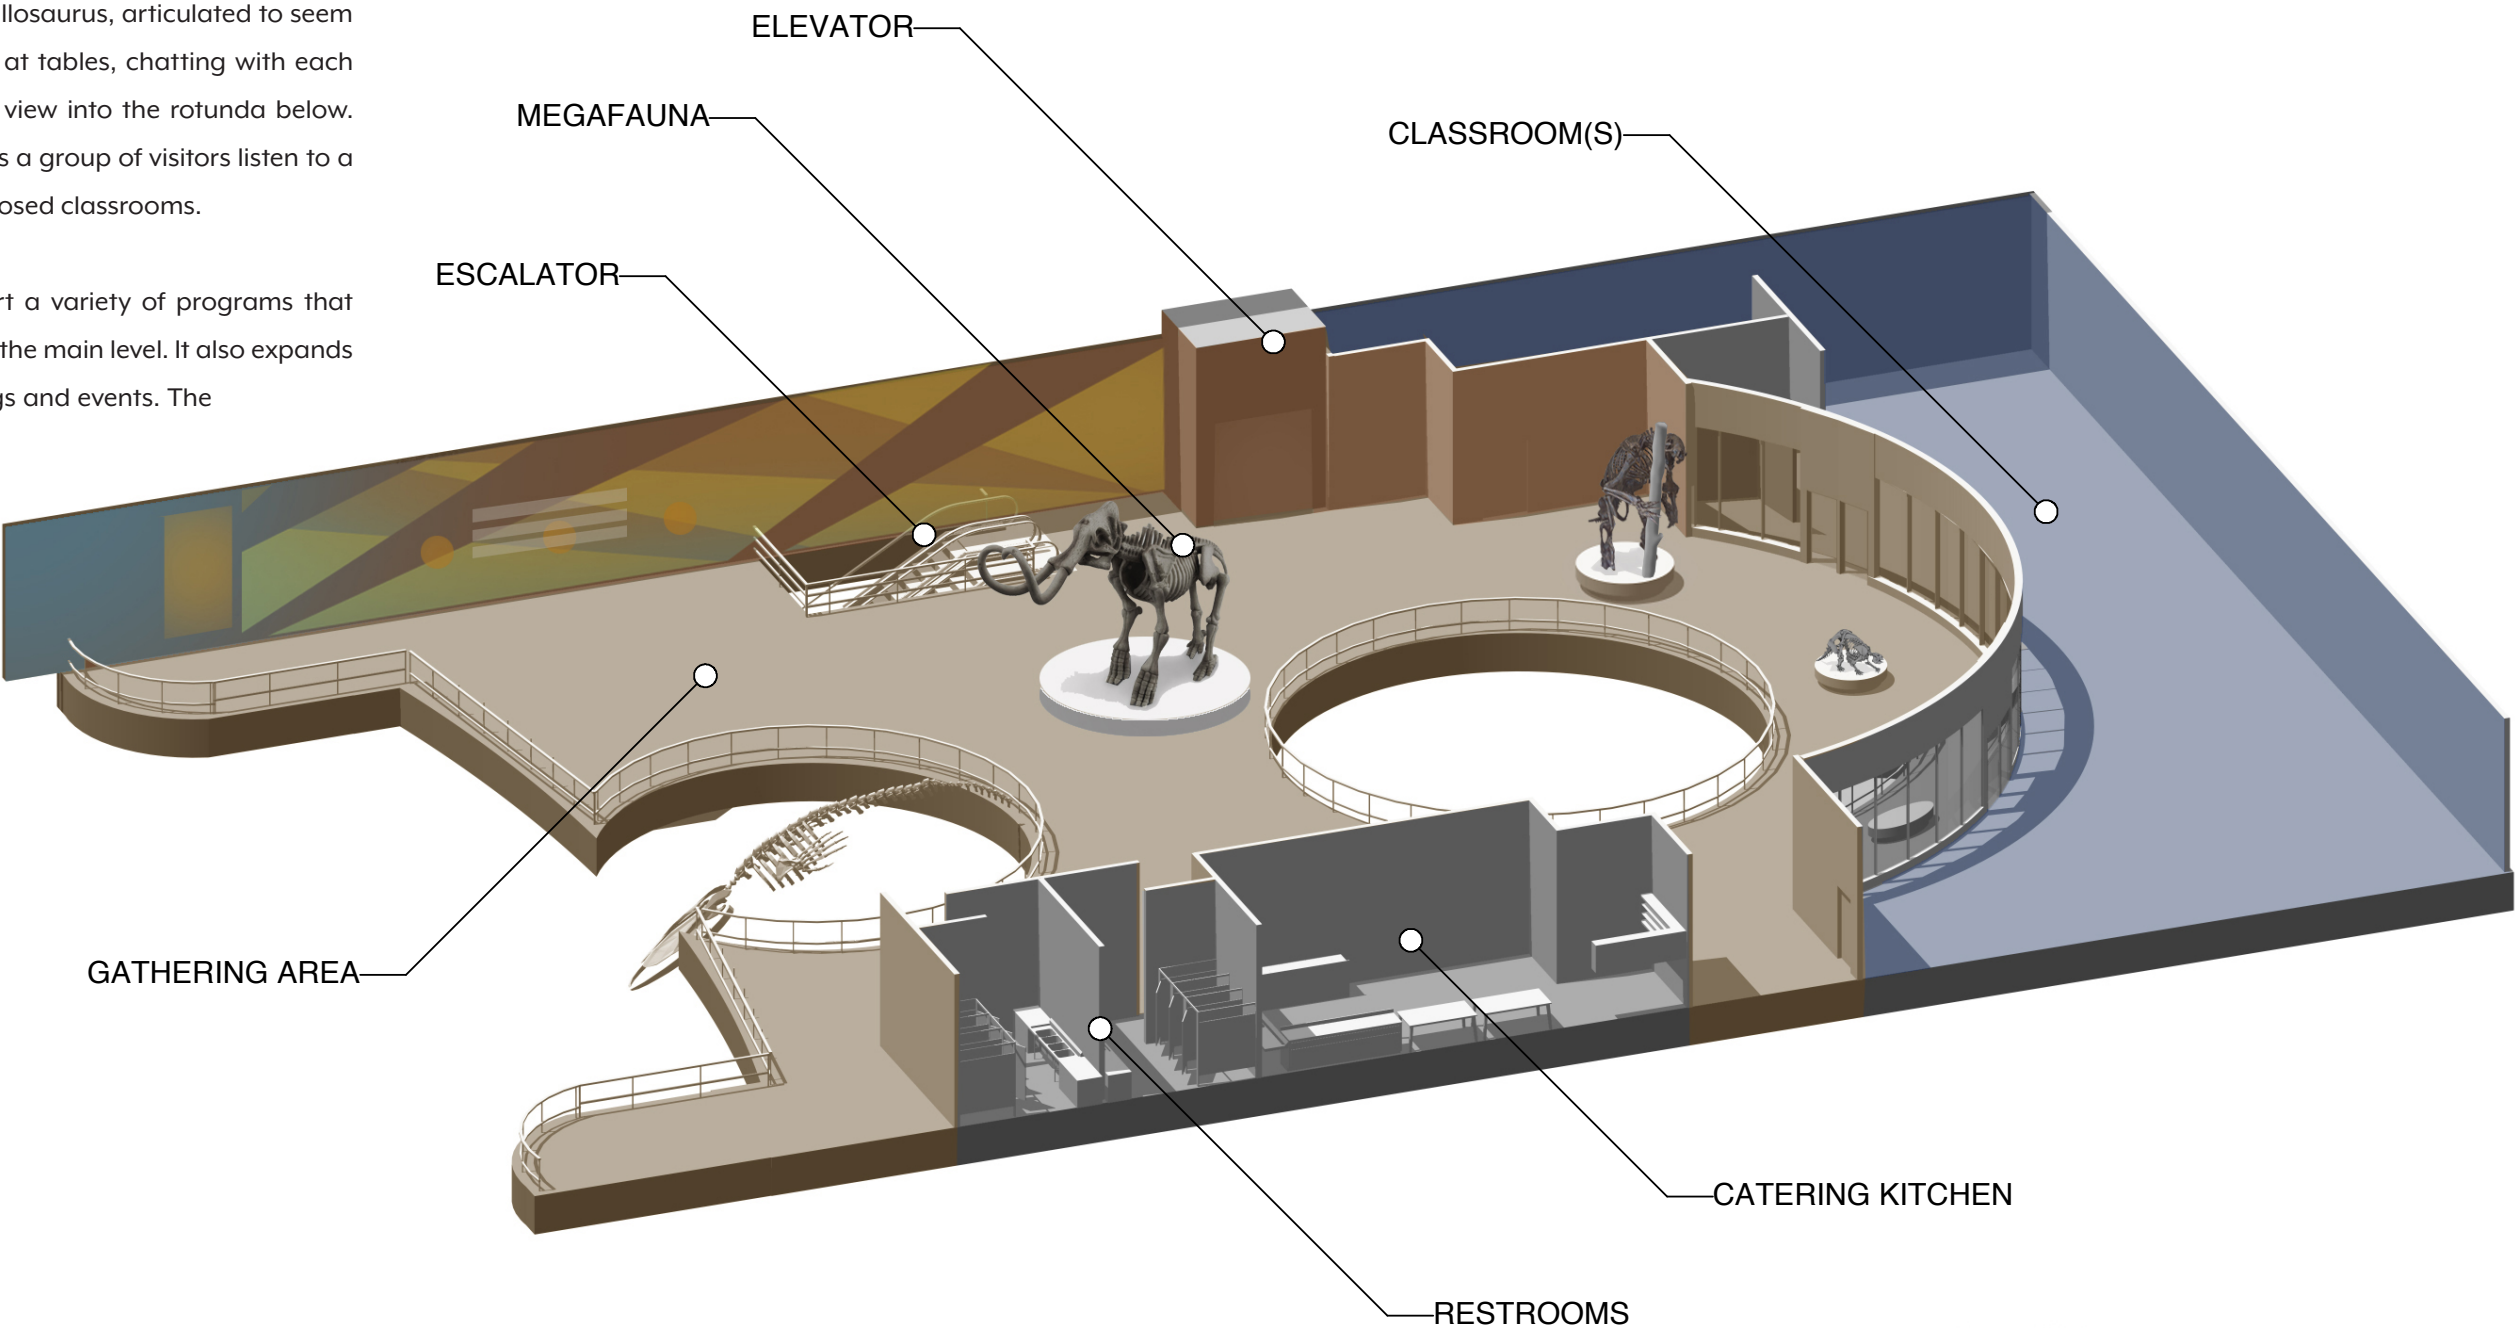 llosaurus, articulated to seem
at tables, chatting with each
view into the rotunda below.
s a group of visitors listen to a
osed classrooms.
rt a variety of programs that
the main level. It also expands
gs and events. The
ELEVATOR
MEGAFAUNA
CLASSROOM(S)
ESCALATOR
GATHERING AREA
CATERING KITCHEN
RESTROOMS